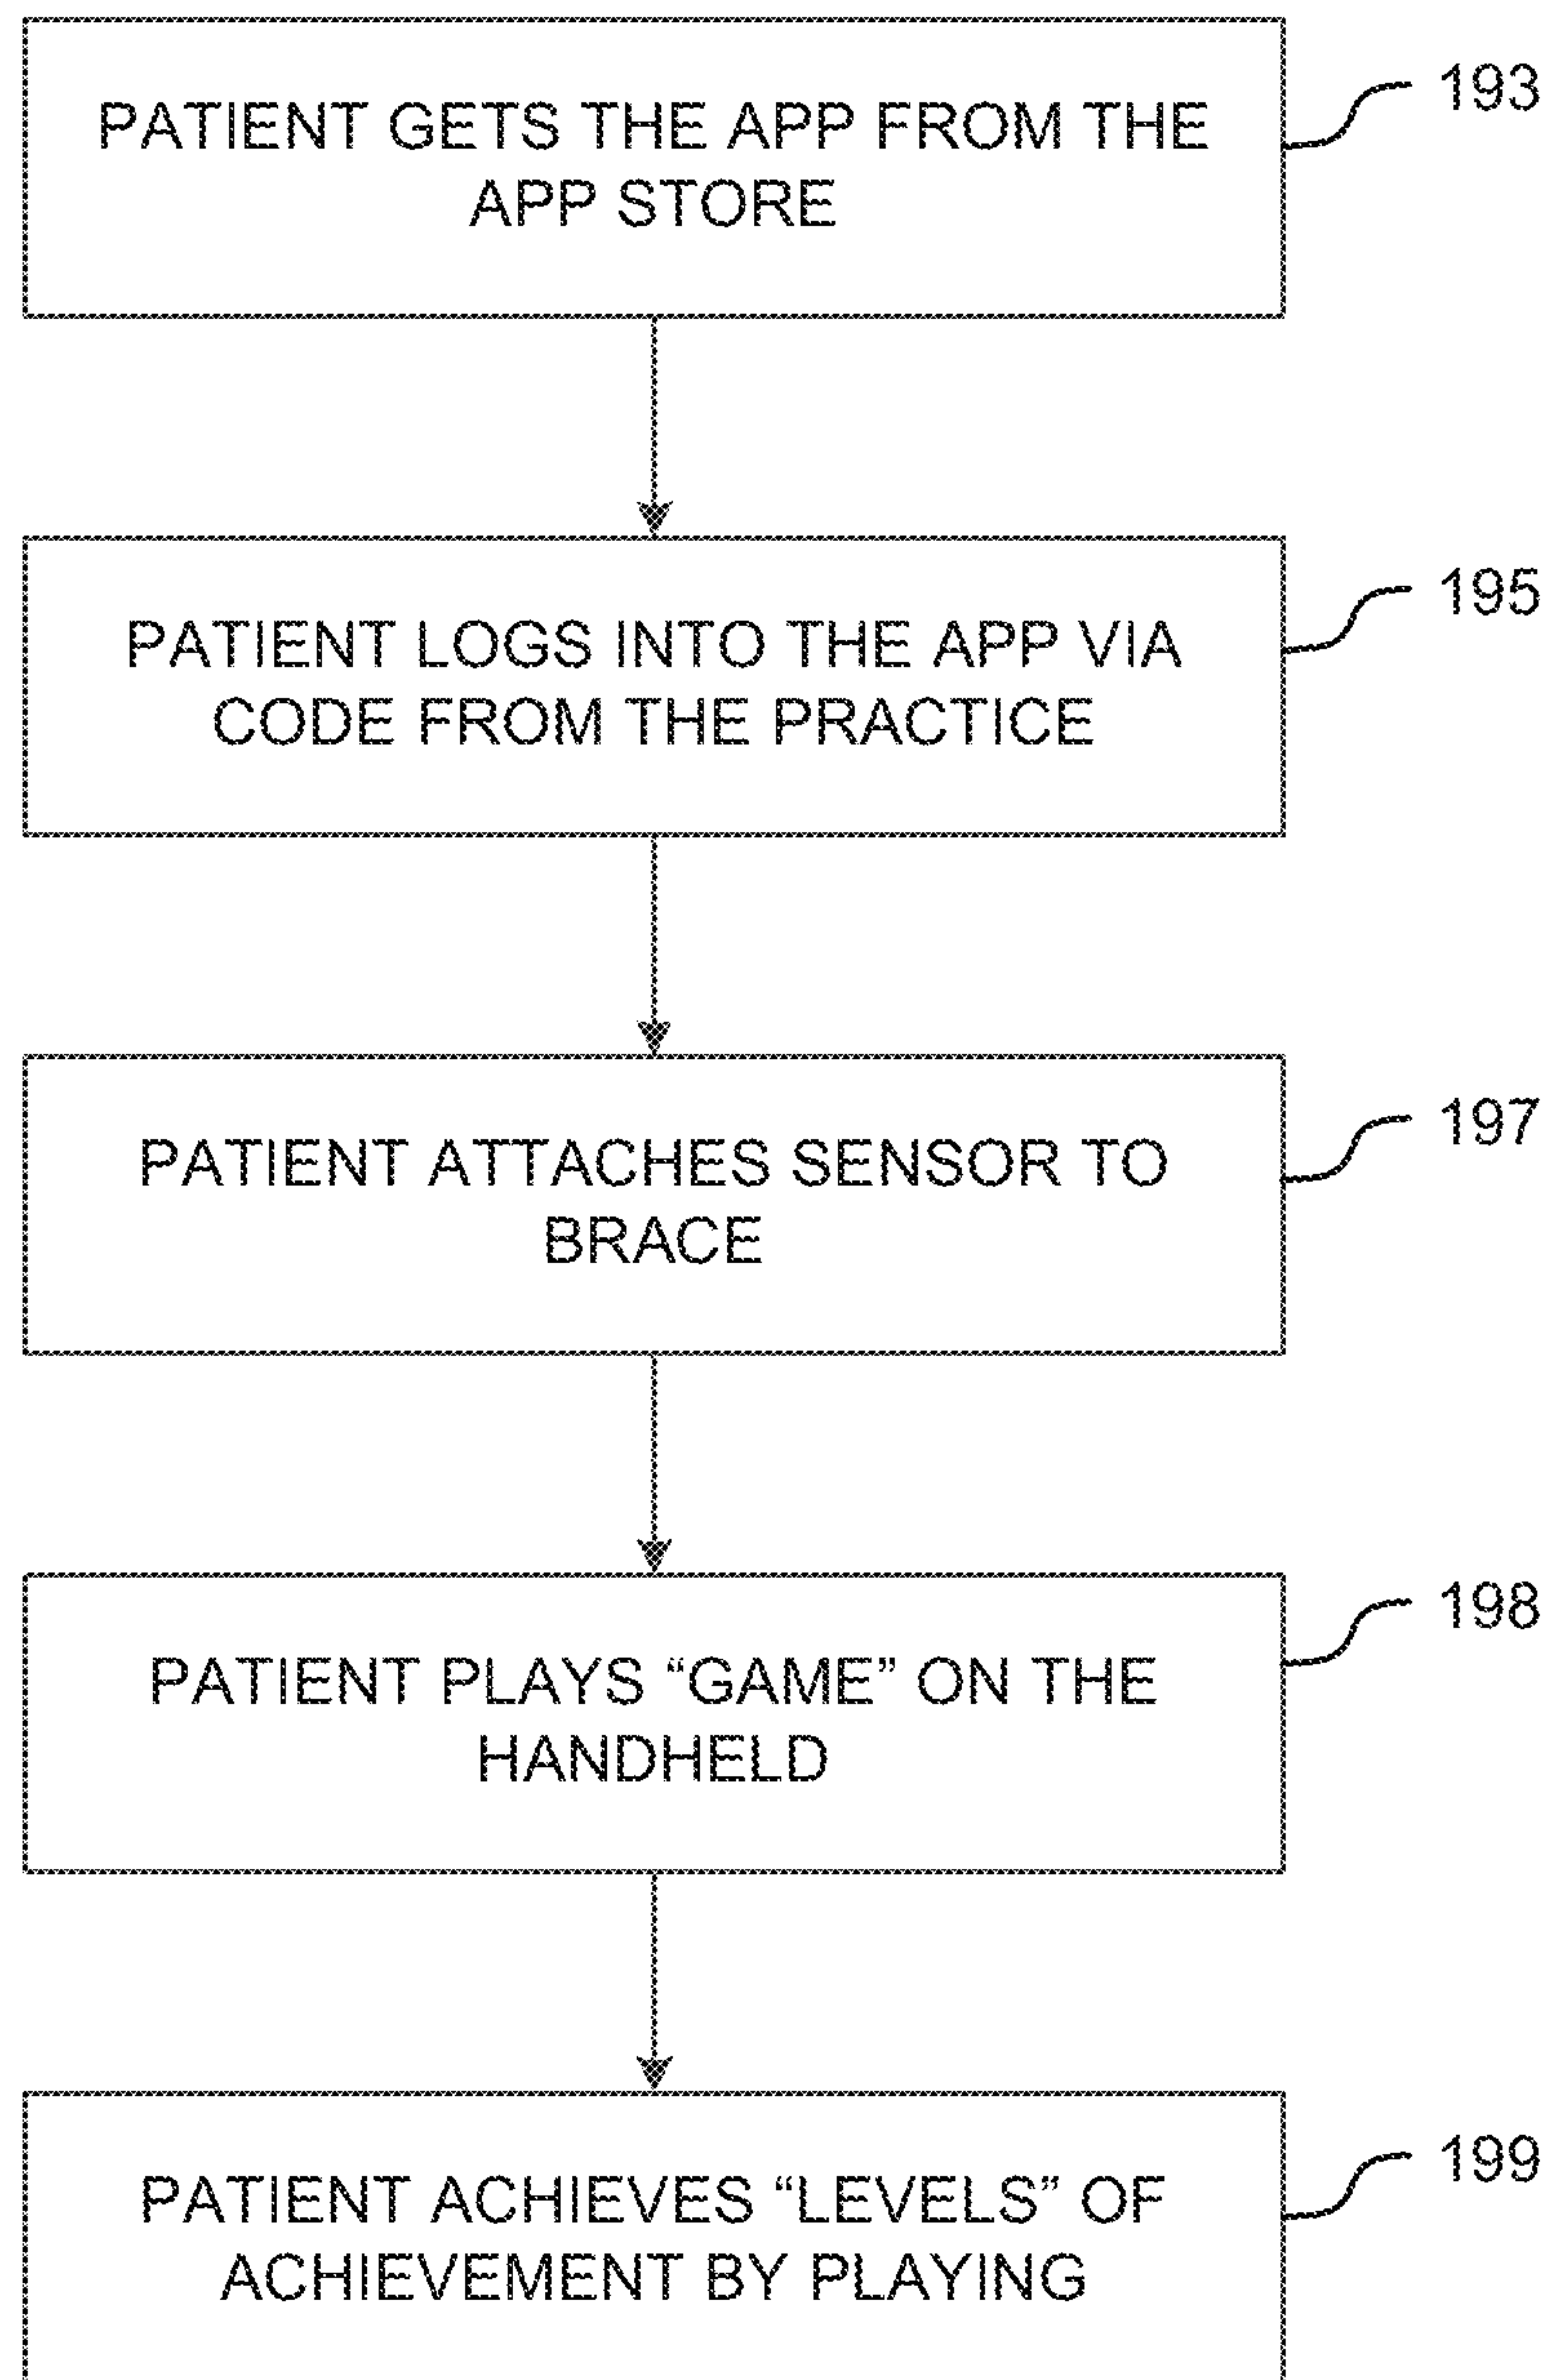 PATIENT GETS THE APP FROM THE
APP STORE
193
PATIENT LOGS INTO THE APP VIA
CODE FROM THE PRACTICE
195
PATIENT ATTACHES SENSOR TO
BRACE
197
PATIENT PLAYS “GAME” ON THE
HANDHELD
198
PATIENT ACHIEVES “LEVELS” OF
ACHIEVEMENT BY PLAYING
199